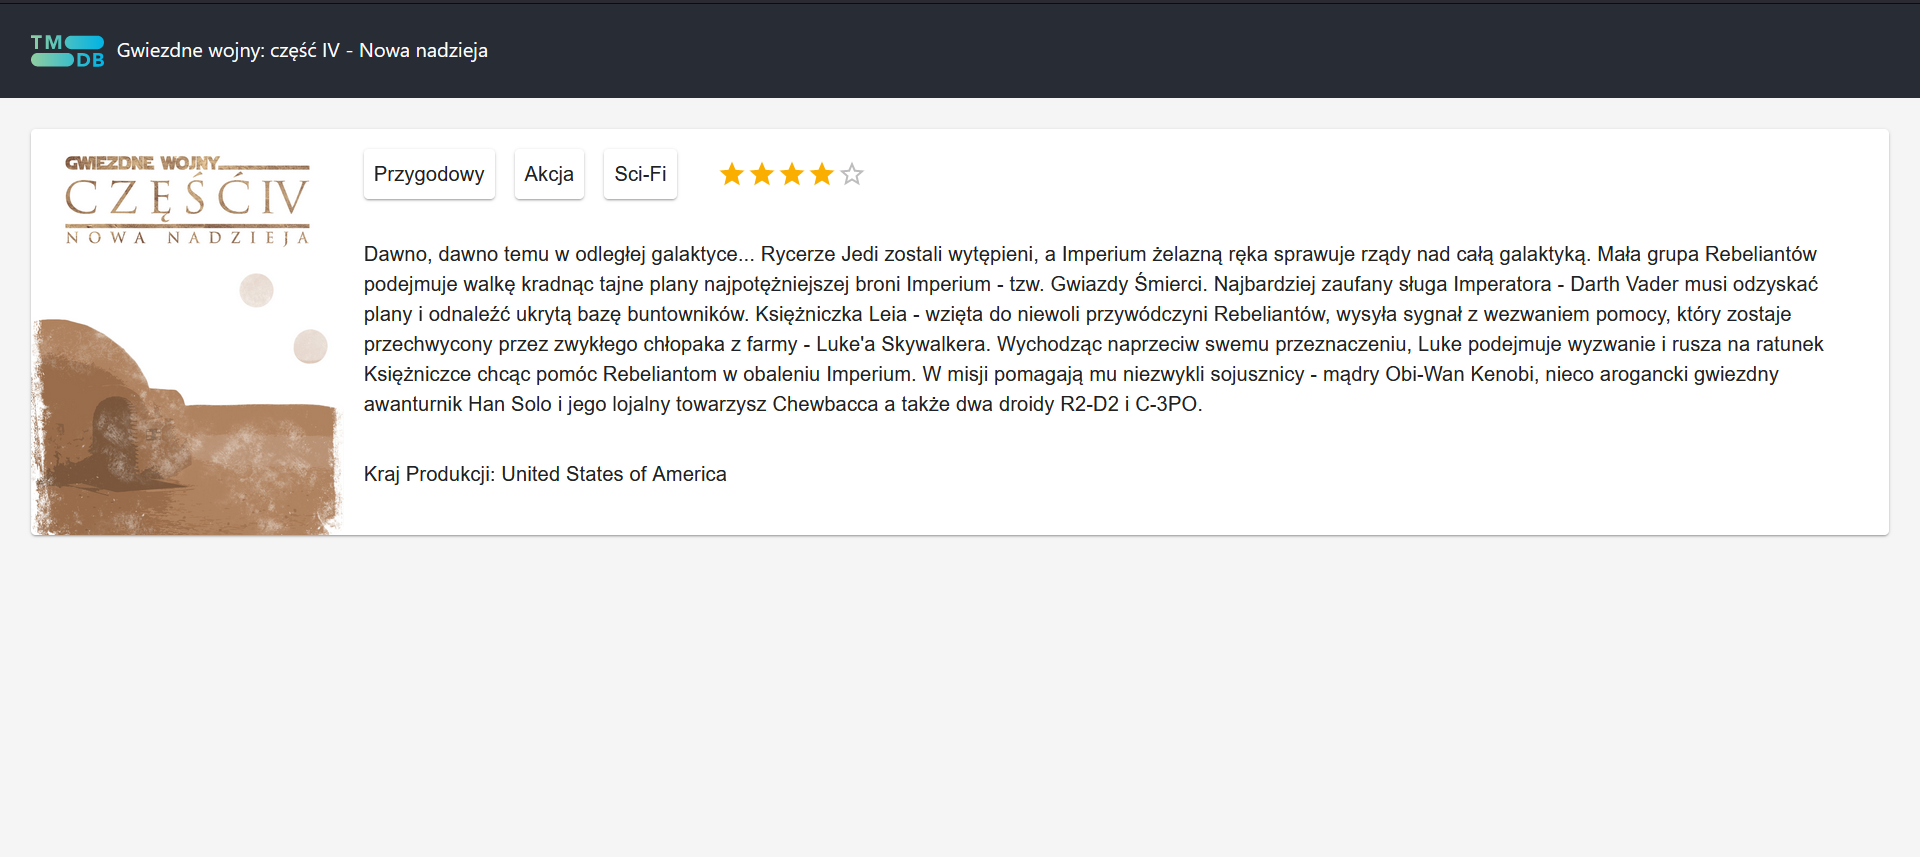 TM
DB
Gwiezdne wojny: część IV - Nowa nadzieja
GWIEZDNE WOJNY
CZĘŚĆ IV
NOWA NADZIEJA
Przygodowy
Akcja
Sci-Fi
Dawno, dawno temu w odległej galaktyce... Rycerze Jedi zostali wytępieni, a Imperium żelazną ręka sprawuje rządy nad całą galaktyką. Mała grupa Rebeliantów
podejmuje walkę kradnąc tajne plany najpotężniejszej broni Imperium - tzw. Gwiazdy Śmierci. Najbardziej zaufany sługa Imperatora - Darth Vader musi odzyskać
plany i odnaleźć ukrytą bazę buntowników. Księżniczka Leia - wzięta do niewoli przywódczyni Rebeliantów, wysyła sygnał z wezwaniem pomocy, który zostaje
przechwycony przez zwykłego chłopaka z farmy - Luke'a Skywalkera. Wychodząc naprzeciw swemu przeznaczeniu, Luke podejmuje wyzwanie i rusza na ratunek
Księżniczce chcąc pomóc Rebeliantom w obaleniu Imperium. W misji pomagają mu niezwykli sojusznicy - mądry Obi-Wan Kenobi, nieco arogancki gwiezdny
awanturnik Han Solo i jego lojalny towarzysz Chewbacca a także dwa droidy R2-D2 i C-3PO.
Kraj Produkcji: United States of America